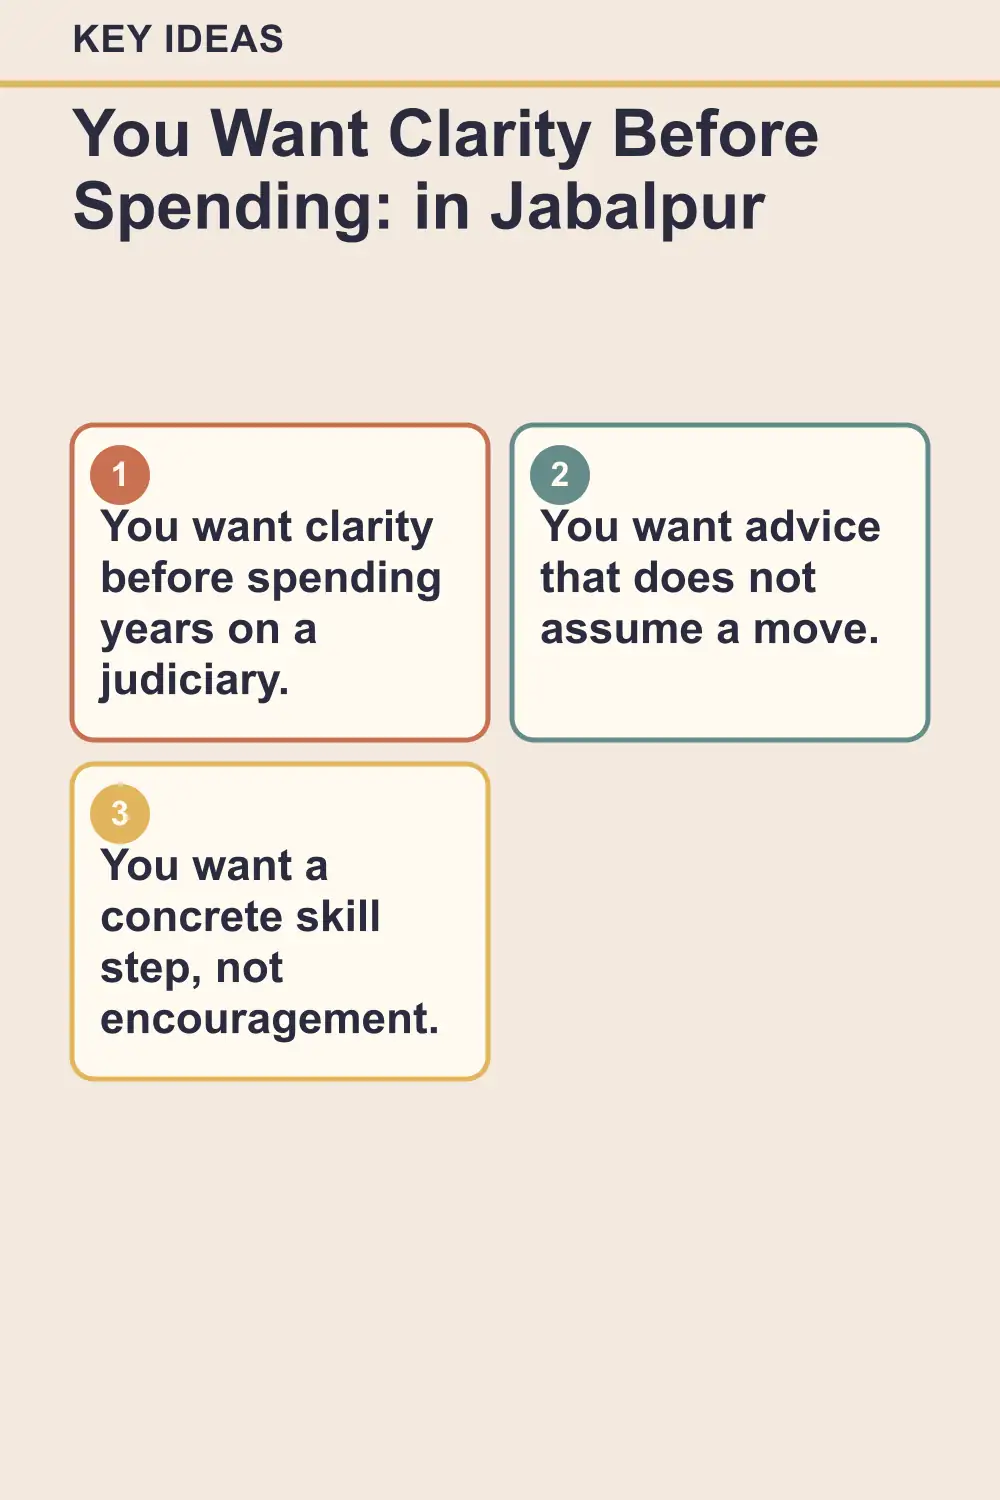 KEY IDEAS
You Want Clarity Before
Spending: in Jabalpur
1
You want clarity
before spending
years on a
judiciary.
2
You want advice
that does not
assume a move.
3
You want a
concrete skill
step, not
encouragement.